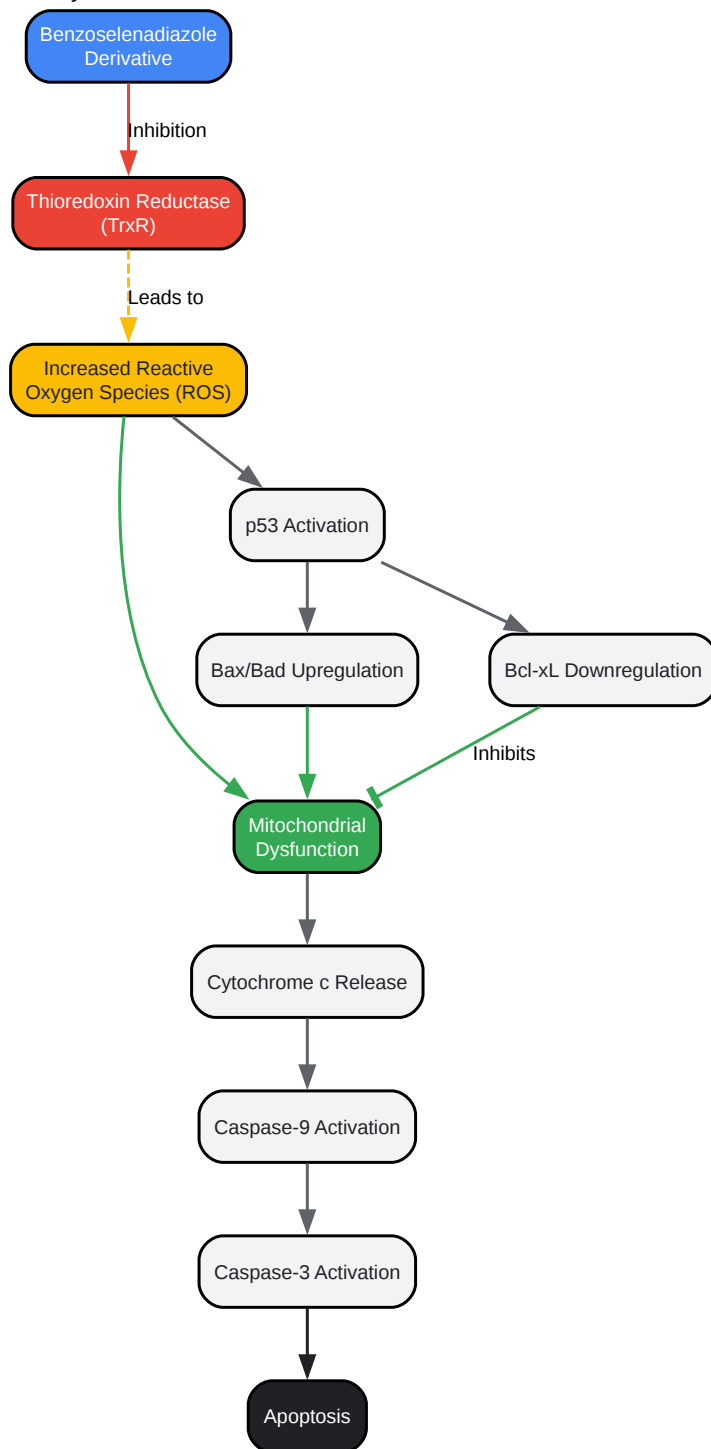 Benzoselenadiazole
Derivative
Inhibition
Thioredoxin Reductase
(TrxR)
Leads to
Increased Reactive
Oxygen Species (ROS)
p53 Activation
Bax/Bad Upregulation
Bcl-xL Downregulation
Inhibits
Mitochondrial
Dysfunction
Cytochrome c Release
Caspase-9 Activation
Caspase-3 Activation
Apoptosis